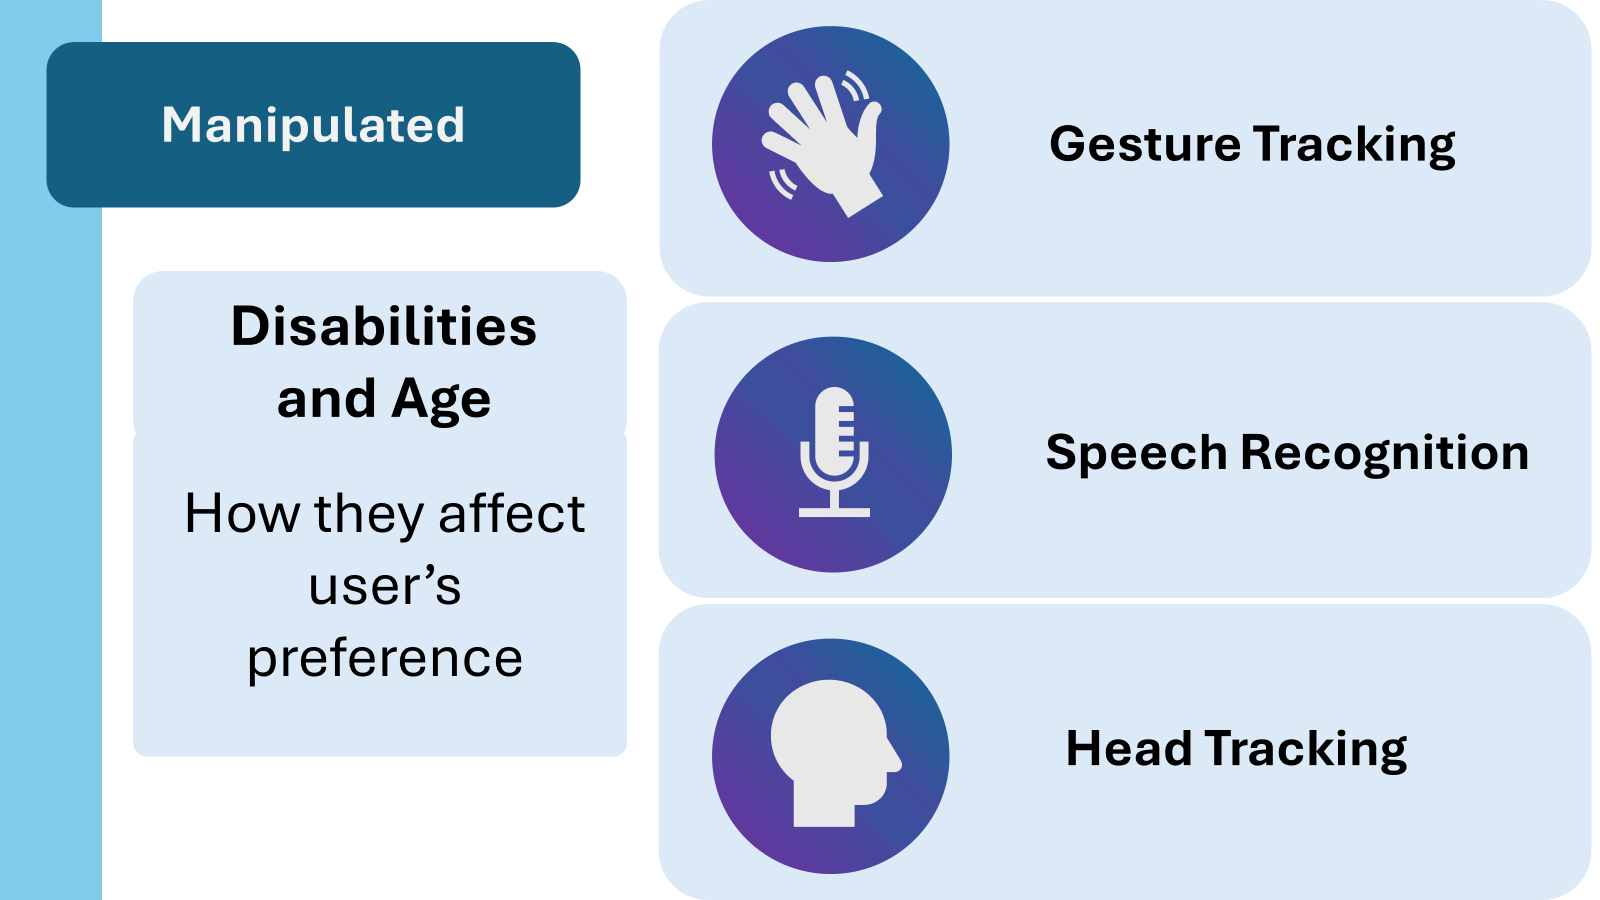 Manipulated
Disabilities
and Age
How they affect
user’s
preference
Gesture Tracking
Speech Recognition
Head Tracking